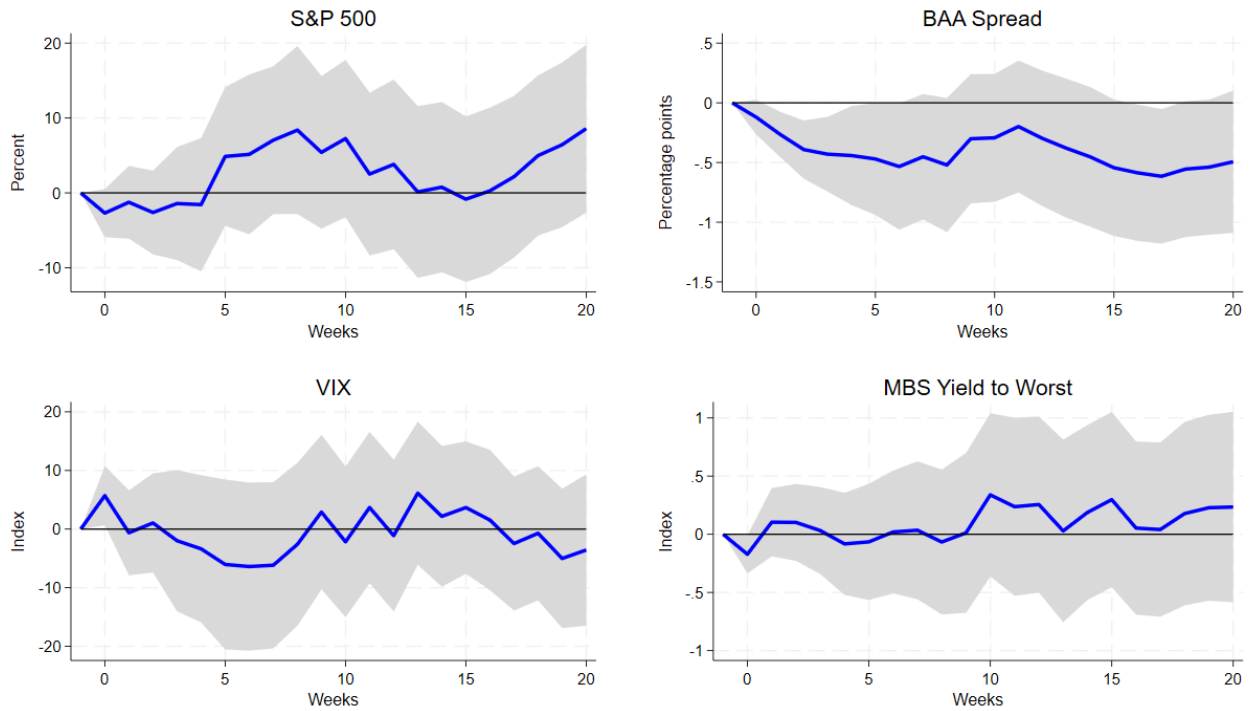 S&P 500
20
10
0
-10
Percent
0 5 10 15 20
Weeks
BAA Spread
.5
0
-.5
-1
-1.5
Percentage points
0 5 10 15 20
Weeks
VIX
20
10
0
-10
-20
Index
0 5 10 15 20
Weeks
MBS Yield to Worst
1
.5
0
-.5
-1
Index
0 5 10 15 20
Weeks